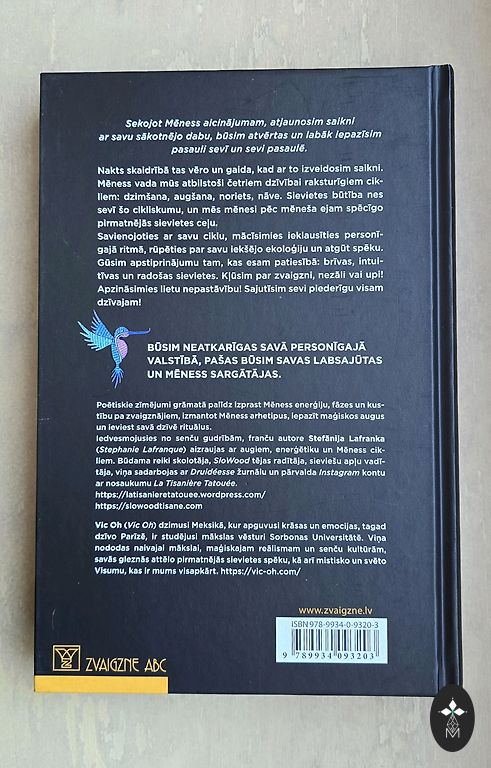 Sekojot Mēness aicinājumam, atjaunosim saikni
ar savu sākotnējo dabu, būsim atvērtas un labāk iepazīsim
pasauli sevī un sevi pasaulē.
Nakts skaidrībā tas vēro un gaida, kad ar to izveidosim saikni.
Mēness vada mūs atbilstoši četriem dzīvībai raksturīgiem cik-
liem: dzimšana, augšana, noriets, nāve. Sievietes būtība nes
sevī šo cikliskumu, un mēs mēnesi pēc mēneša ejam spēcīgo
pirmatnējās sievietes ceļu.
Savienojoties ar savu ciklu, mācīsimies ieklausīties personī-
gajā ritmā, rūpēties par savu iekšējo ekoloģiju un atgūt spēku.
Gūsim apstiprinājumu tam, kas esam patiesībā: brīvas, intui-
tīvas un radošas sievietes. Kļūsim par zvaigzni, nezāli vai upi!
Apzināsimies lietu nepastāvību! Sajutīsim sevi piederīgu visam
dzīvajam!
BŪSIM NEATKARĪGAS SAVĀ PERSONĪGAJĀ
VALSTĪBĀ, PAŠAS BŪSIM SAVAS LABSAJŪTAS
UN MĒNESS SARGĀTĀJAS.
Poētiskie zīmējumi grāmatā palīdz izprast Mēness enerģiju, fāzes un kus-
tību pa zvaigznājiem, izmantot Mēness arhetipus, iepazīt maģiskos augus
un ieviest savā dzīvē rituālus.
Iedvesmojusies no senču gudrībām, franču autore Stefānija Lafranka
(Stephanie Lafranque) aizraujas ar augiem, enerģētiku un Mēness cik-
liem. Būdama reiki skolotāja, SloWood tējas radītāja, sieviešu apļu vadī-
tāja, viņa sadarbojas ar Druidéesse žurnālu un pārvalda Instagram kontu
ar nosaukumu La Tisanière Tatouée.
https://latisanieretatouee.wordpress.com/
https://slowoodtisane.com
Vic Oh (Vic Oh) dzimusi Meksikā, kur apguvusi krāsas un emocijas, tagad
dzīvo Parīzē, ir studējusi mākslas vēsturi Sorbonas Universitātē. Viņa
nododas naivajai mākslai, maģiskajam reālismam un senču kultūrām,
savās gleznās attēlo pirmatnējās sievietes spēku, kā arī mistisko un svēto
Visumu, kas ir mums visapkārt. https://vic-oh.com/
www.zvaigzne.lv
ISBN 978-9934-0-9320-3
9 789934 093203
ZVAIGZNE ABC